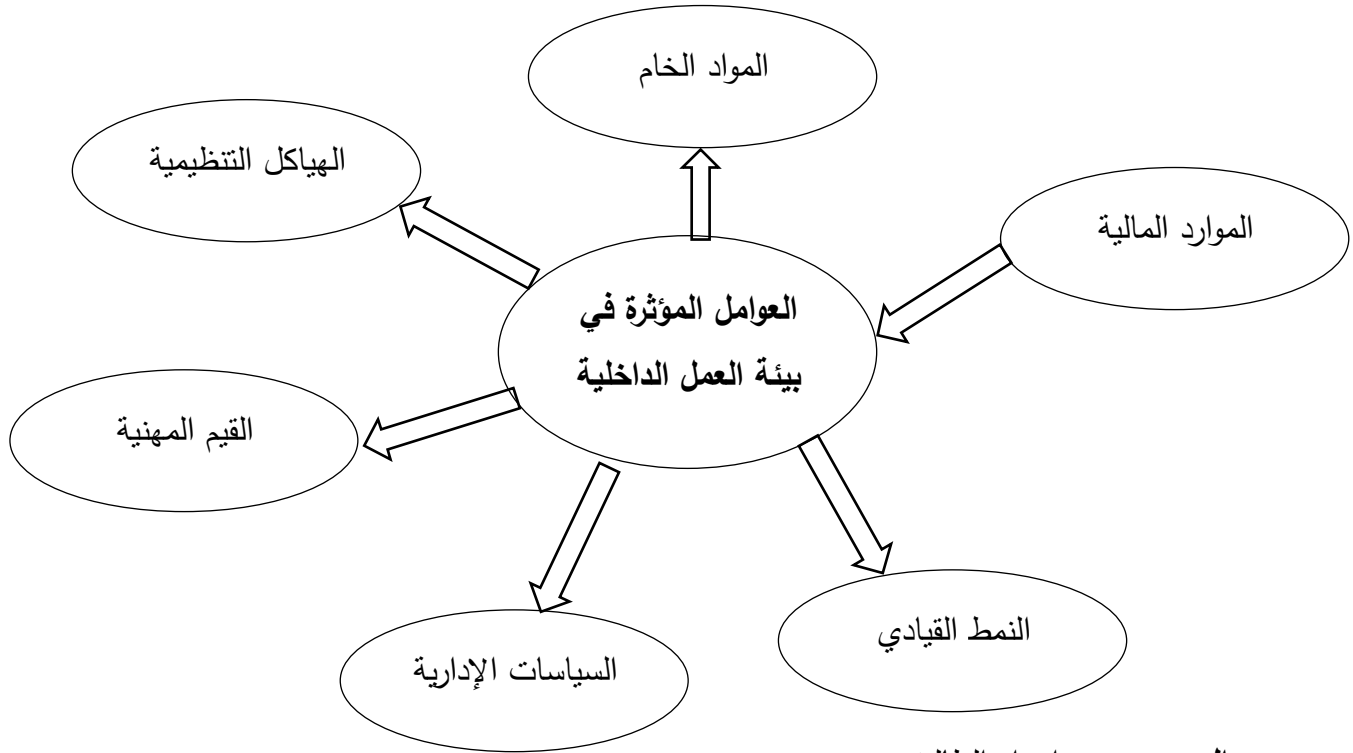 المواد الخام
الهياكل التنظيمية
الموارد المالية
العوامل المؤثرة في
بيئة العمل الداخلية
القيم المهنية
النمط القيادي
السياسات الإدارية